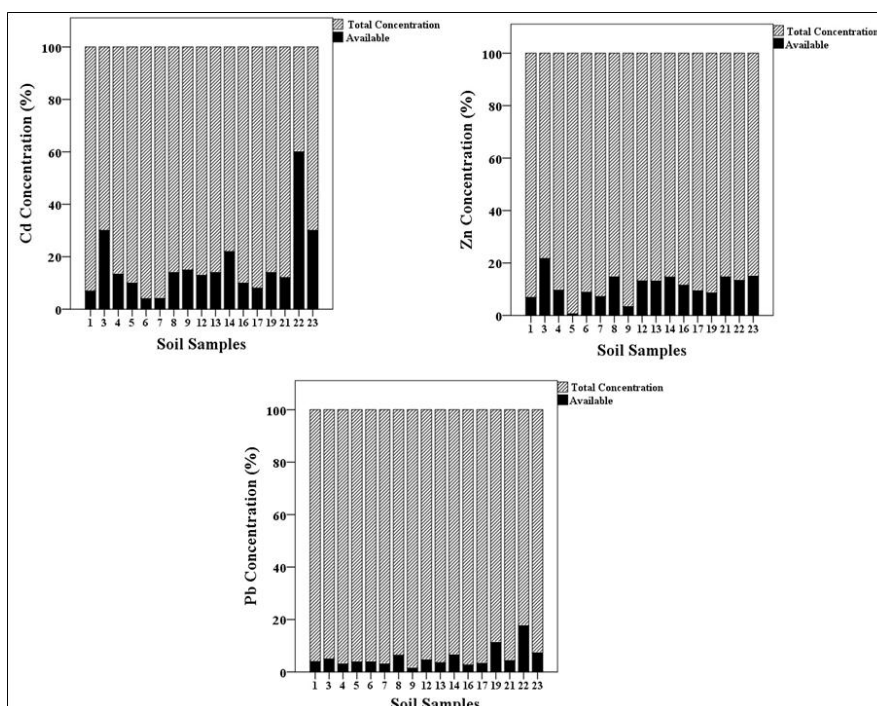 Total Concentration
Available
100
80
60
40
20
0
Cd Concentration (%)
1 3 4 5 6 7 8 9 12 13 14 16 17 19 21 22 23
Soil Samples
Total Concentration
Available
100
80
60
40
20
0
Zn Concentration (%)
1 3 4 5 6 7 8 9 12 13 14 16 17 19 21 22 23
Soil Samples
Total Concentration
Available
100
80
60
40
20
0
Pb Concentration (%)
1 3 4 5 6 7 8 9 12 13 14 16 17 19 21 22 23
Soil Samples